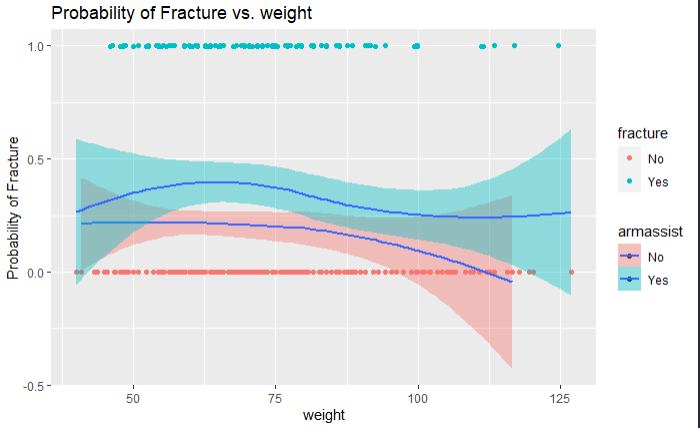 Probability of Fracture vs. weight
1.0
0.5
0.0
-0.5
Probability of Fracture
50
75
100
125
weight
fracture
No
Yes
armassist
No
Yes